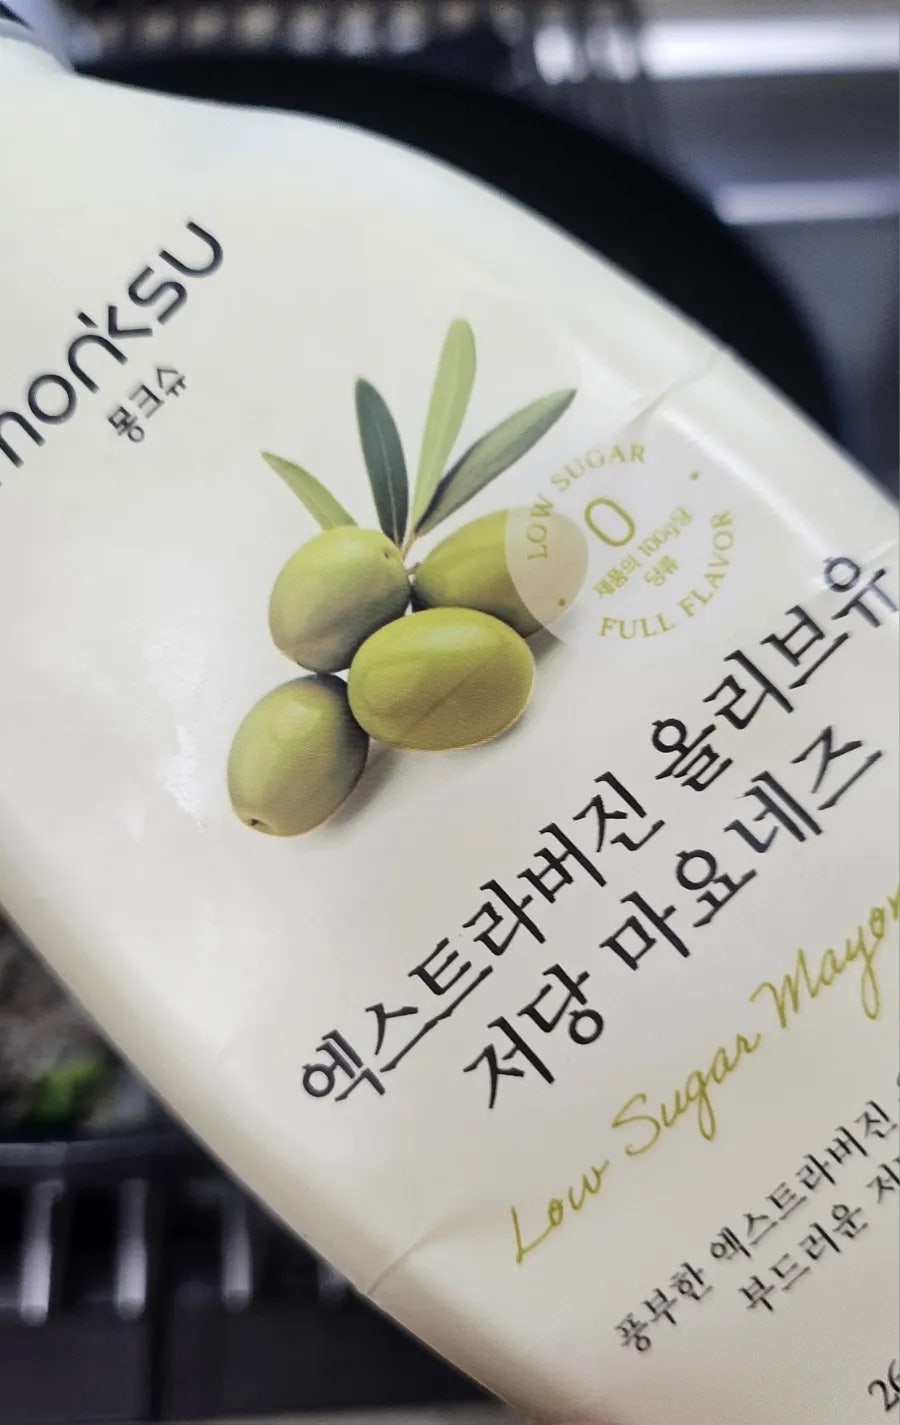 monksu
몽크슈
LOW SUGAR
0
제품의 100g당
당류
FULL FLAVOR
엑스트라버진 올리브유
저당 마요네즈
Low Sugar
풍부한 엑스트라버진
부드러운